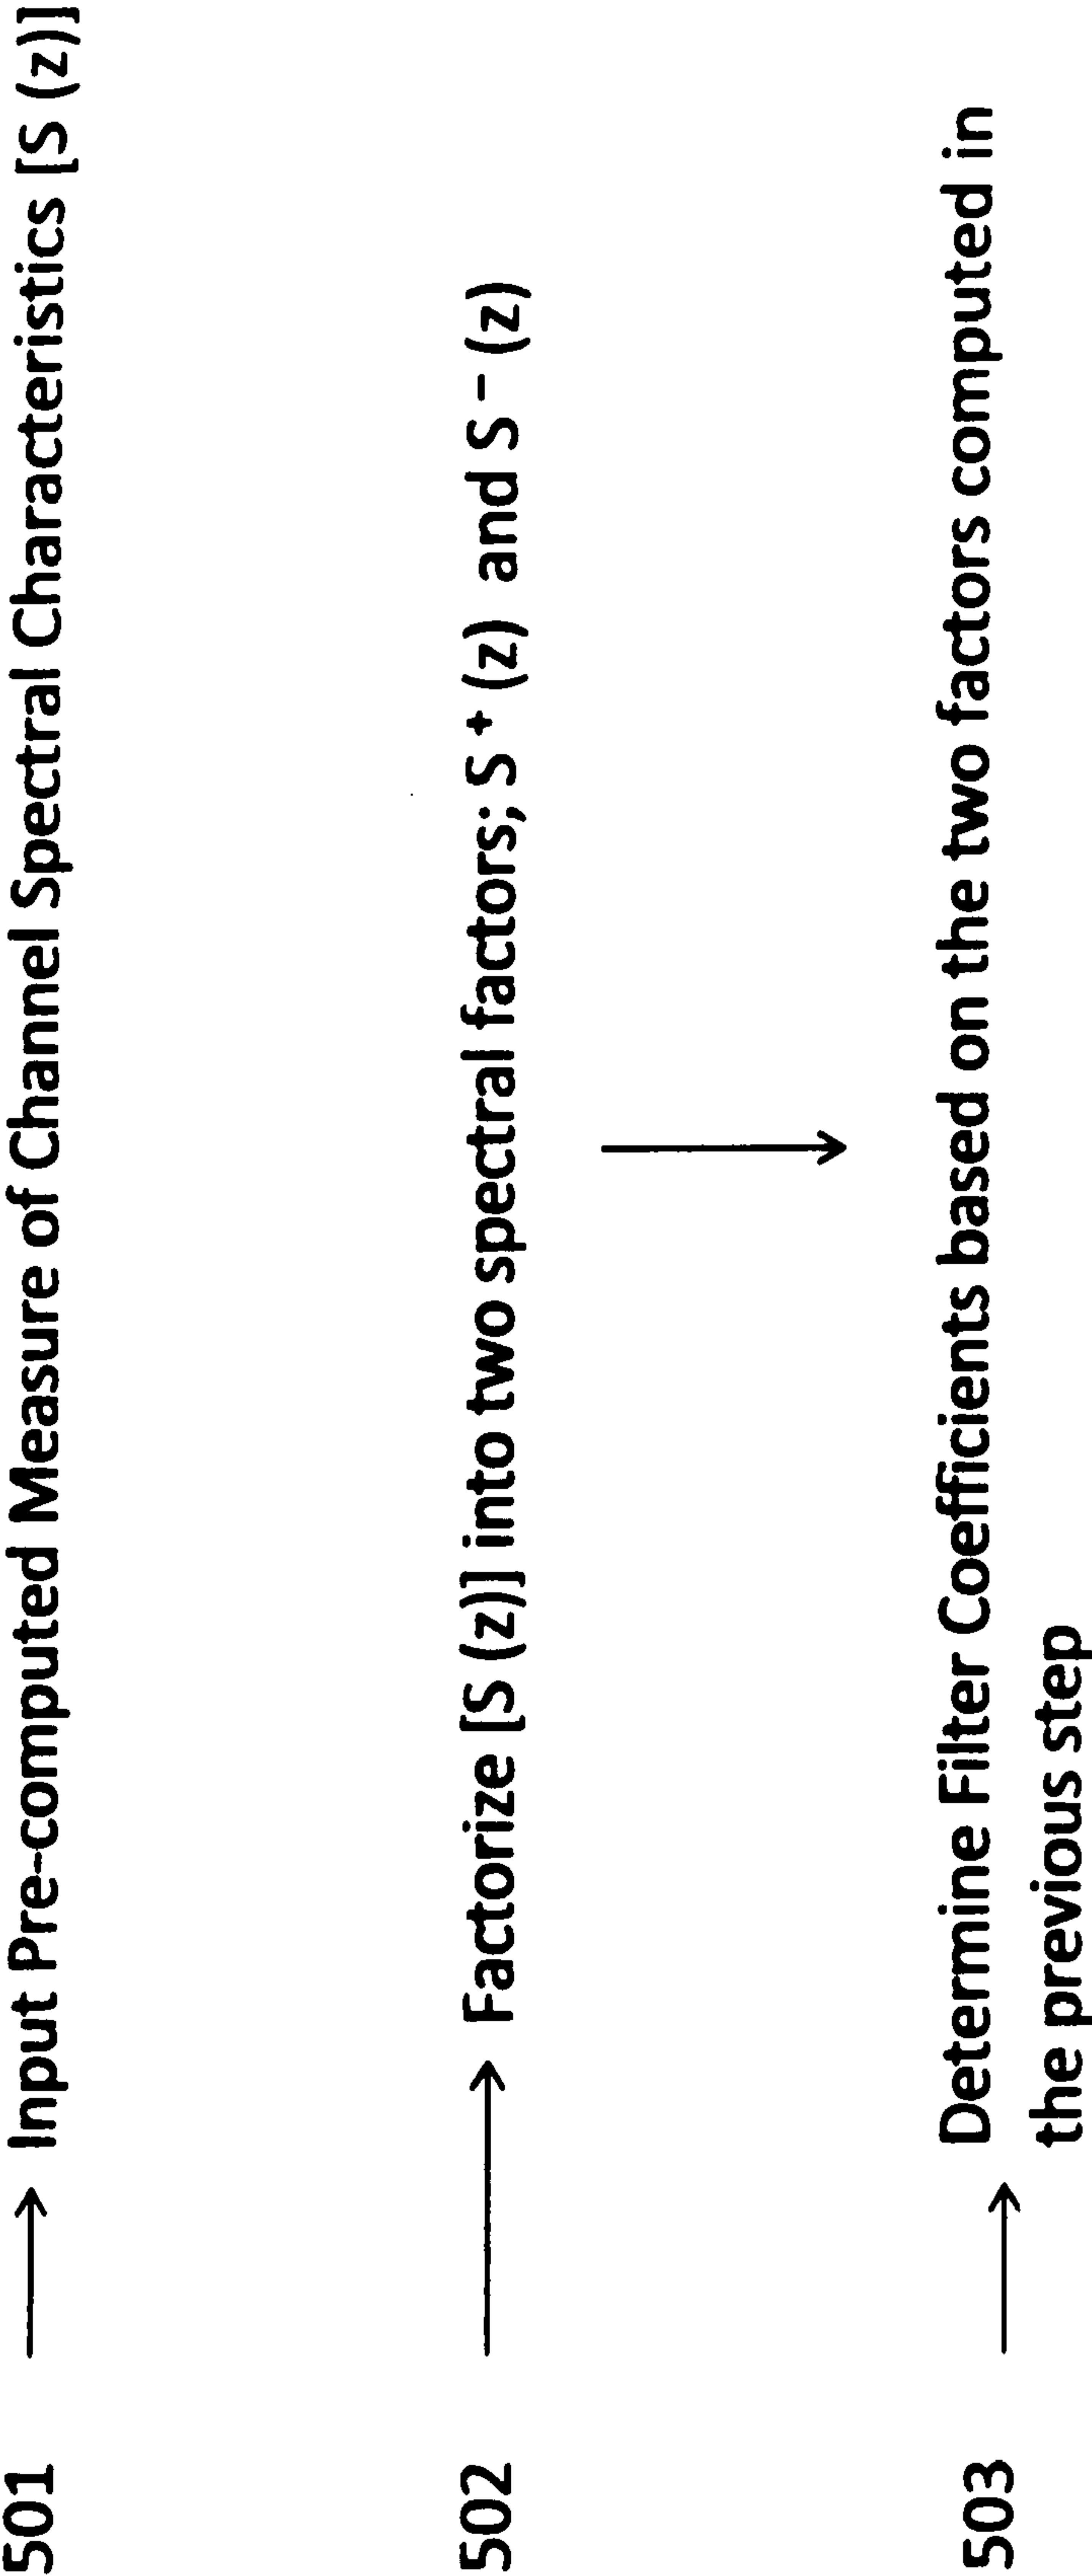 501 Input Pre-computed Measure of Channel Spectral Characteristics [S (z)]
502 Factorize [S (z)] into two spectral factors; S + (z) and S − (z)
503 Determine Filter Coefficients based on the two factors computed in
the previous step